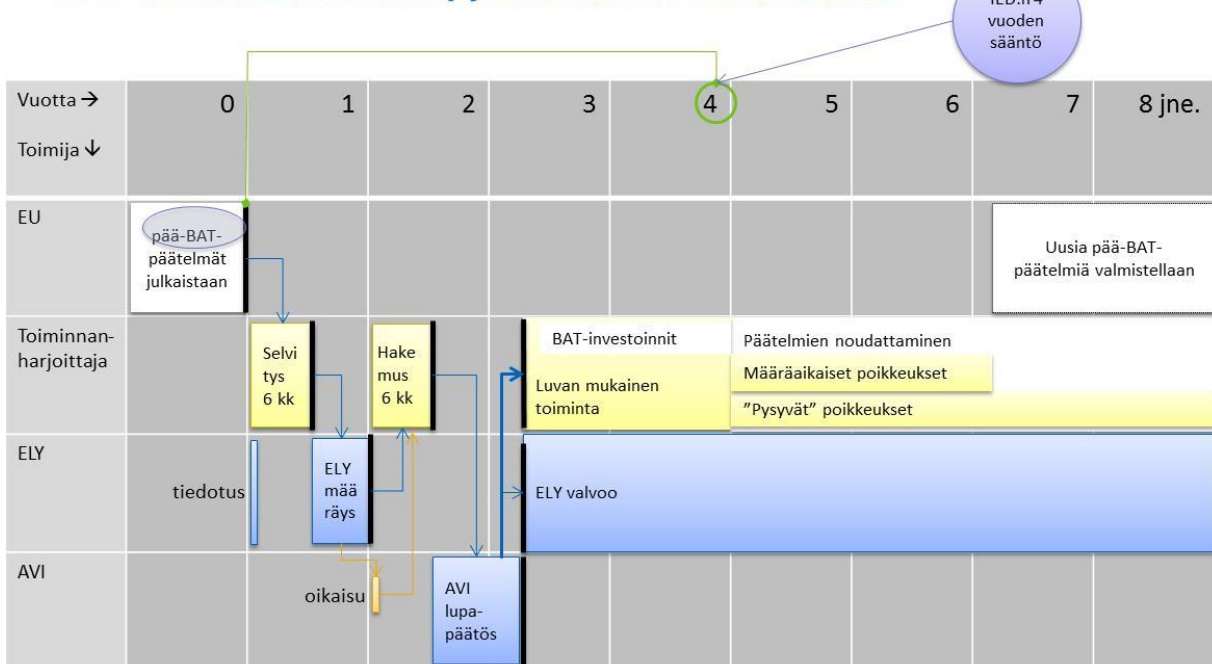 vuoden
sääntö
Vuotta →
0
1
2
3
4
5
6
7
8 jne.
Toimija ↓
EU
pää-BAT-
päätelmät
julkaistaan
Uusia pää-BAT-
päätelmiä valmistellaan
Toiminnan-
harjoittaja
Selvi
tys
6 kk
Hake
mus
6 kk
BAT-investoinnit
Luvan mukainen
toiminta
Päätelmien noudattaminen
Määräaikaiset poikkeukset
”Pysyvät” poikkeukset
ELY
tiedotus
ELY
mää
räys
ELY valvoo
AVI
oikaisu
AVI
lupa-
päätös